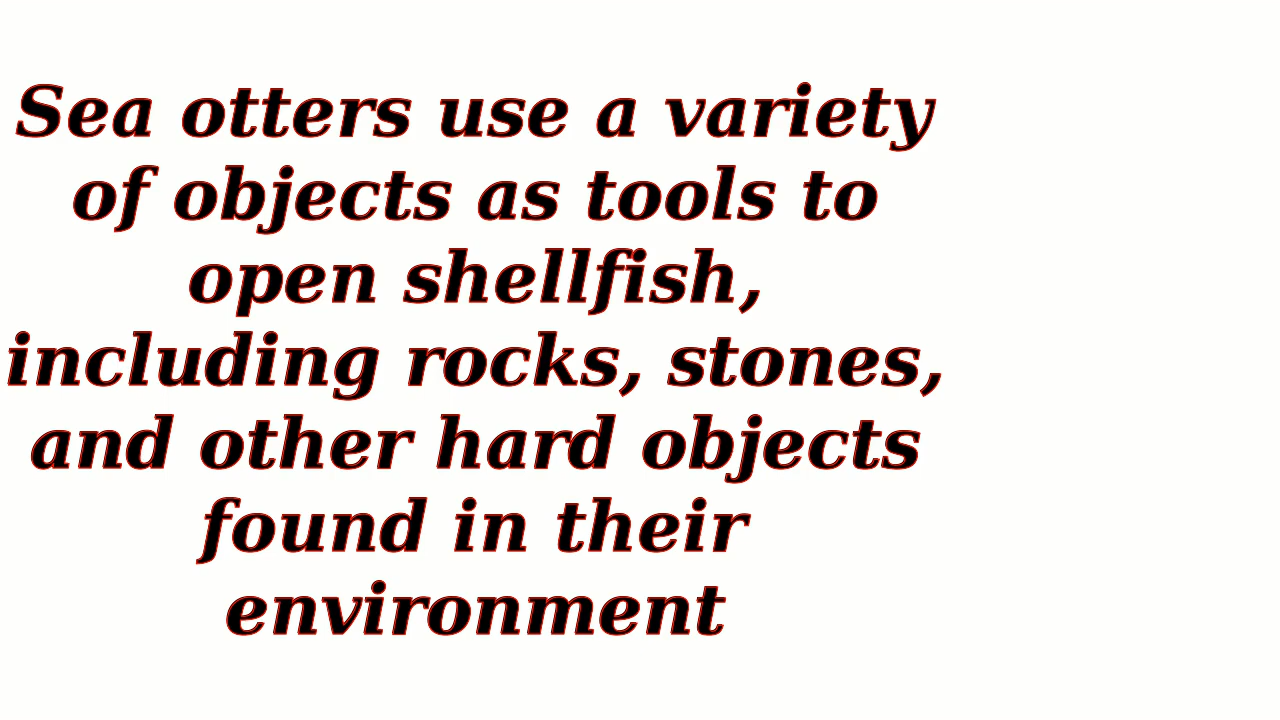 Sea otters use a variety
of objects as tools to
open shellfish,
including rocks, stones,
and other hard objects
found in their
environment